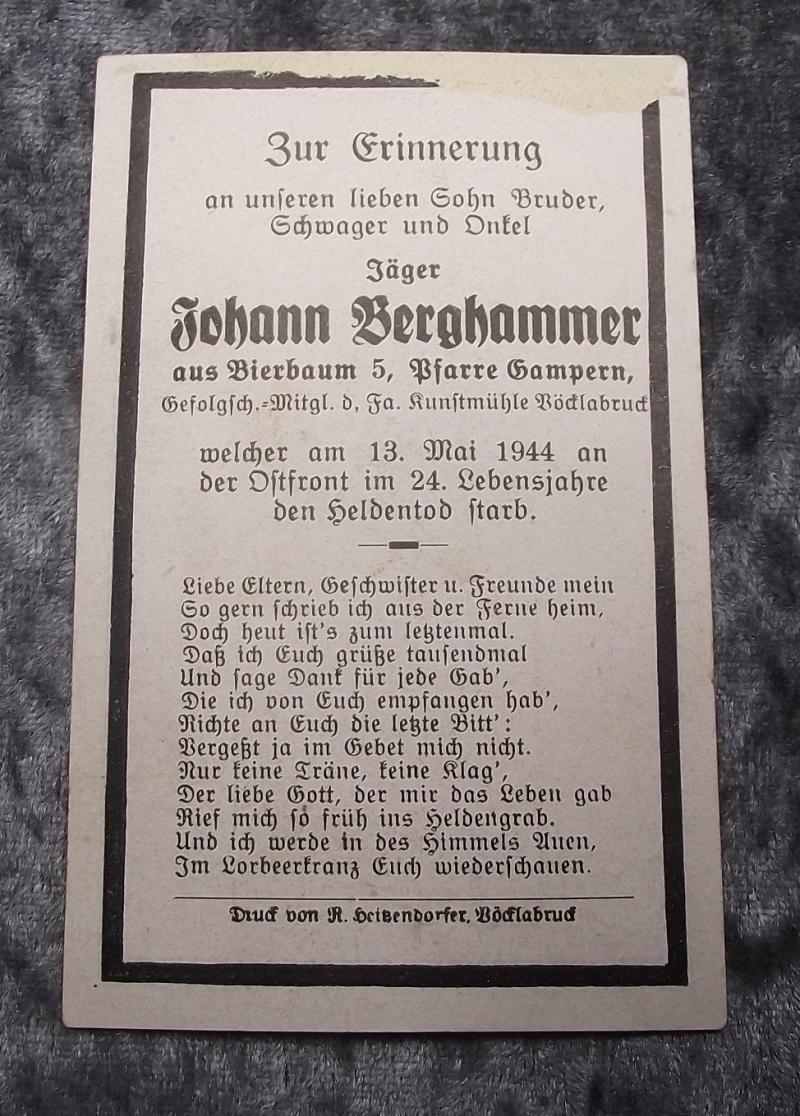 Zur Erinnerung
an unseren lieben Sohn Bruder,
Schwager und Onkel
Jäger
Johann Berghammer
aus Bierbaum 5, Pfarre Gampern,
Gefolgsch.=Mitgl. d, Fa. Kunstmühle Vöcklabruck
welcher am 13. Mai 1944 an
der Ostfront im 24. Lebensjahre
den Heldentod starb.
Liebe Eltern, Geschwister u. Freunde mein
So gern schrieb ich aus der Ferne heim,
Doch heut ist's zum letztenmal.
Daß ich Euch grüße tausendmal
Und sage Dank für jede Gab',
Die ich von Euch empfangen hab',
Richte an Euch die letzte Bitt':
Vergeßt ja im Gebet mich nicht.
Nur keine Träne, keine Klag',
Der liebe Gott, der mir das Leben gab
Rief mich so früh ins Heldengrab.
Und ich werde in des Himmels Auen,
Im Lorbeerkranz Euch wiederschauen.
Druck von R. Heitzendorfer, Vöcklabruck